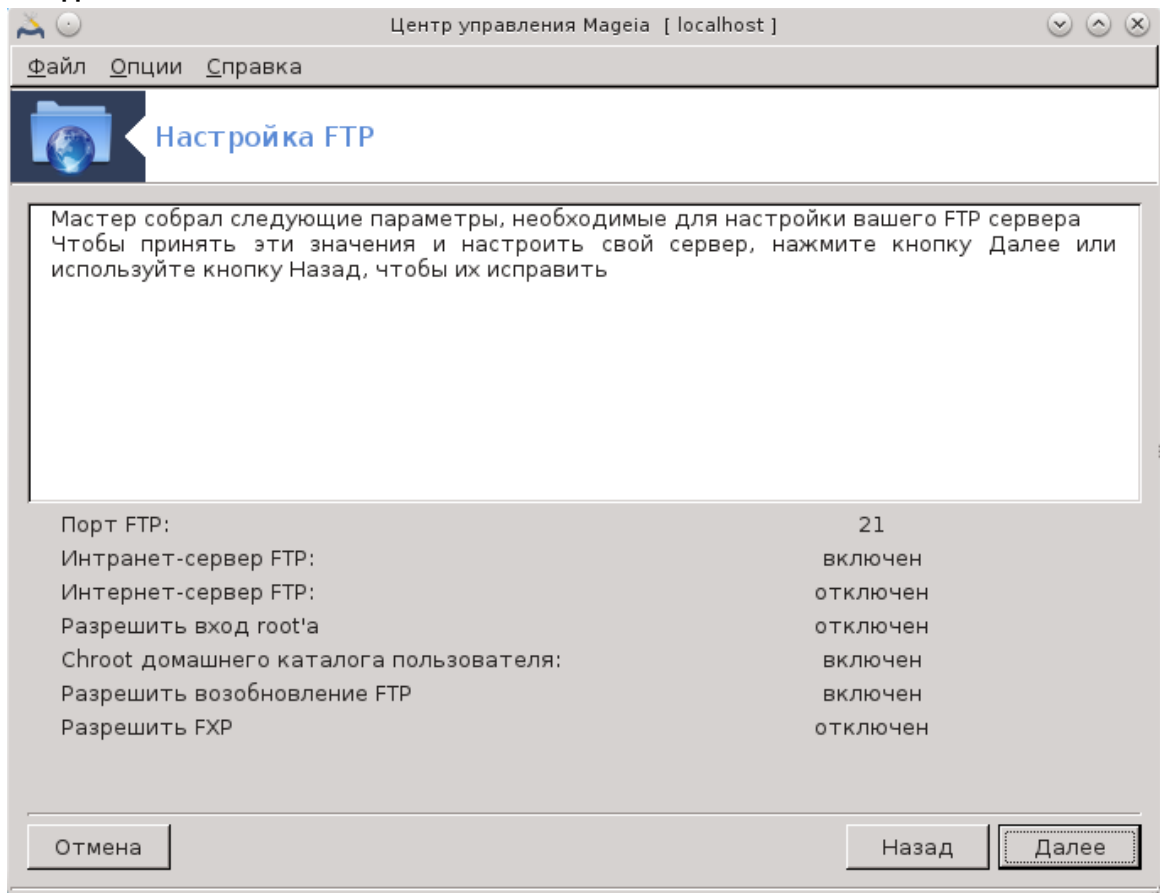 Центр управления Mageia [ localhost ]
Файл Опции Справка
Настройка FTP
Мастер собрал следующие параметры, необходимые для настройки вашего FTP сервера
Чтобы принять эти значения и настроить свой сервер, нажмите кнопку Далее или
используйте кнопку Назад, чтобы их исправить
Порт FTP: 21
Интранет-сервер FTP: включен
Интернет-сервер FTP: отключен
Разрешить вход root'а отключен
Chroot домашнего каталога пользователя: включен
Разрешить возобновление FTP включен
Разрешить FXP отключен
Отмена Назад Далее